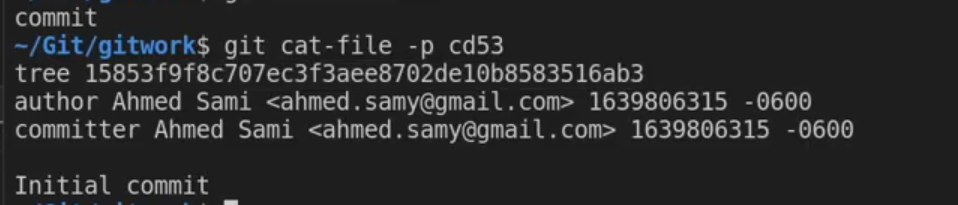 commit
~/Git/gitwork$ git cat-file -p cd53
tree 15853f9f8c707ec3f3aee8702de10b8583516ab3
author Ahmed Sami <ahmed.samy@gmail.com> 1639806315 -0600
committer Ahmed Sami <ahmed.samy@gmail.com> 1639806315 -0600
Initial commit